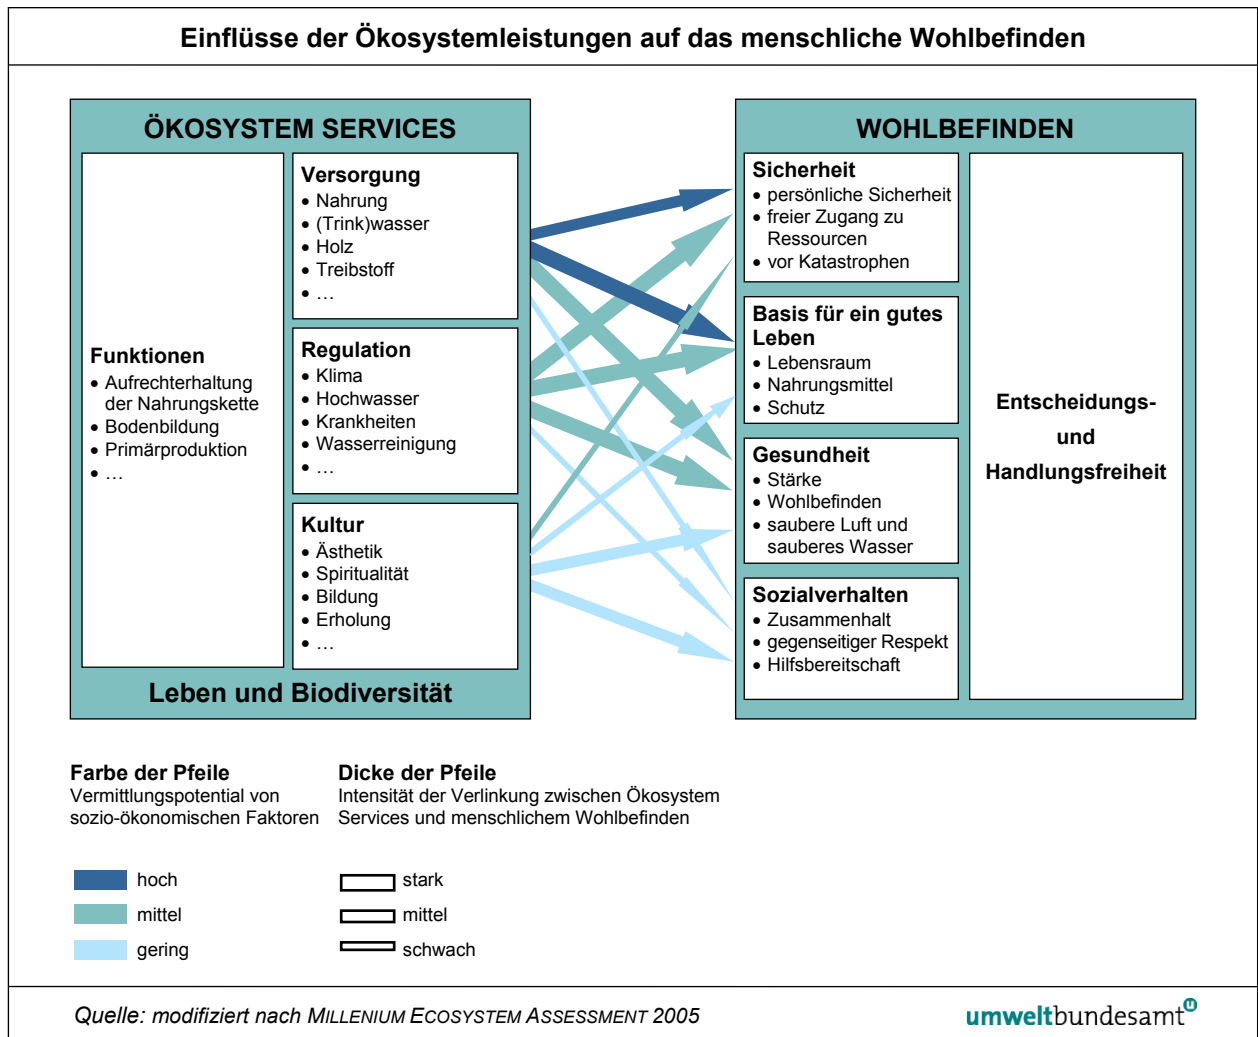 Einflüsse der Ökosystemleistungen auf das menschliche Wohlbefinden
ÖKOSYSTEM SERVICES
Funktionen
• Aufrechterhaltung
der Nahrungskette
• Bodenbildung
• Primärproduktion
• …
Versorgung
• Nahrung
• (Trink)wasser
• Holz
• Treibstoff
• …
Regulation
• Klima
• Hochwasser
• Krankheiten
• Wasserreinigung
• …
Kultur
• Ästhetik
• Spiritualität
• Bildung
• Erholung
• …
Leben und Biodiversität
WOHLBEFINDEN
Sicherheit
• persönliche Sicherheit
• freier Zugang zu
Ressourcen
• vor Katastrophen
Basis für ein gutes
Leben
• Lebensraum
• Nahrungsmittel
• Schutz
Gesundheit
• Stärke
• Wohlbefinden
• saubere Luft und
sauberes Wasser
Sozialverhalten
• Zusammenhalt
• gegenseitiger Respekt
• Hilfsbereitschaft
Entscheidungs-
und
Handlungsfreiheit
Farbe der Pfeile
Vermittlungspotential von
sozio-ökonomischen Faktoren
hoch
mittel
gering
Dicke der Pfeile
Intensität der Verlinkung zwischen Ökosystem
Services und menschlichem Wohlbefinden
stark
mittel
schwach
Quelle: modifiziert nach MILLENIUM ECOSYSTEM ASSESSMENT 2005
umweltbundesamt u